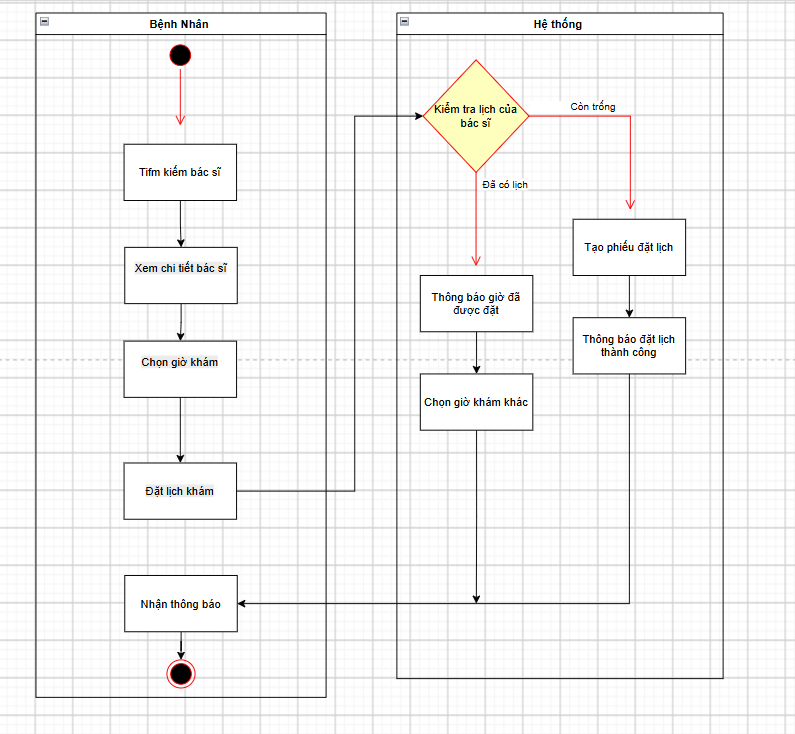 Bệnh Nhân
Tifm kiếm bác sĩ
Xem chi tiết bác sĩ
Chọn giờ khám
Đặt lịch khám
Nhận thông báo
Hệ thống
Kiểm tra lịch của
bác sĩ
Còn trống
Đã có lịch
Tạo phiếu đặt lịch
Thông báo giờ đã
được đặt
Thông báo đặt lịch
thành công
Chọn giờ khám khác